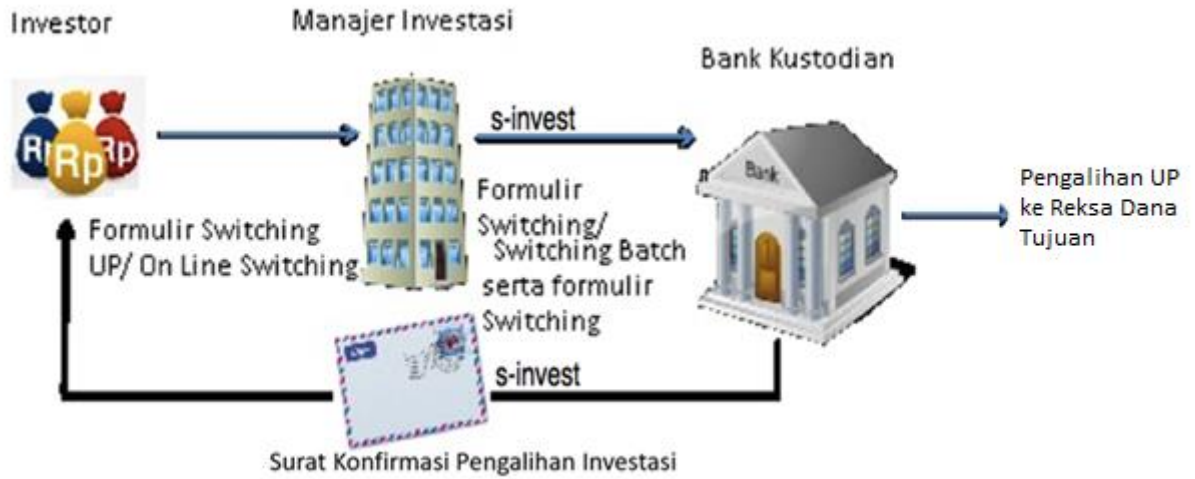 Investor
Manajer Investasi
Bank Kustodian
Rp
Rp
Rp
s-invest
Bank
Formulir Switching
UP/ On Line Switching
Formulir
Switching/
Switching Batch
serta formulir
Switching
Pengalihan UP
ke Reksa Dana
Tujuan
s-invest
Surat Konfirmasi Pengalihan Investasi